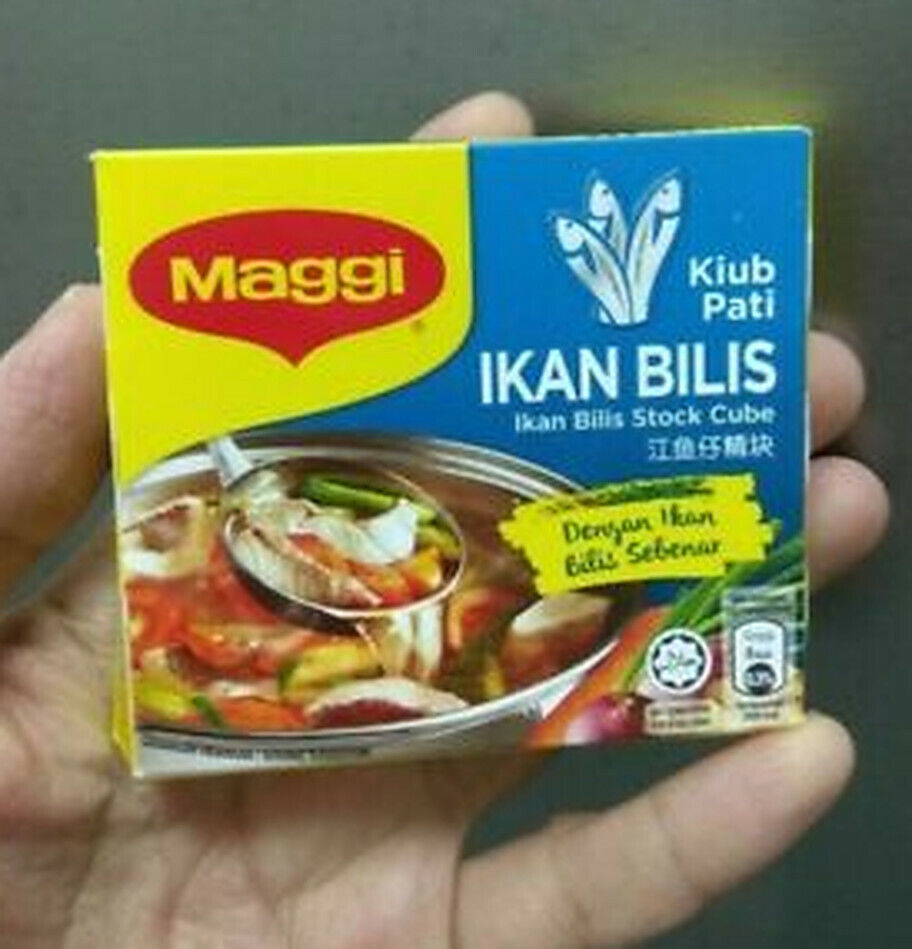 Maggi
Kiub
Pati
IKAN BILIS
Ikan Bilis Stock Cube
江鱼仔精块
Dengan Ikan
Bilis Sebenar